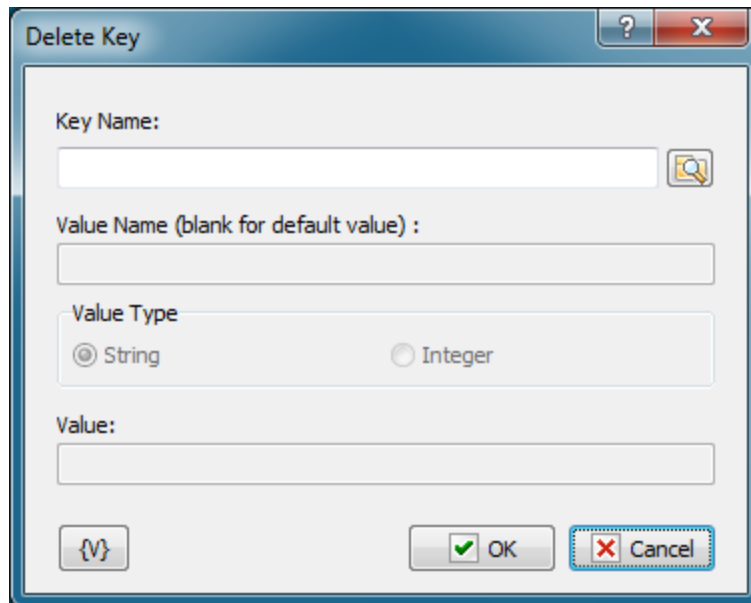 Delete Key
?
Key Name:
Value Name (blank for default value) :
Value Type
String
Integer
Value:
{V}
OK
Cancel